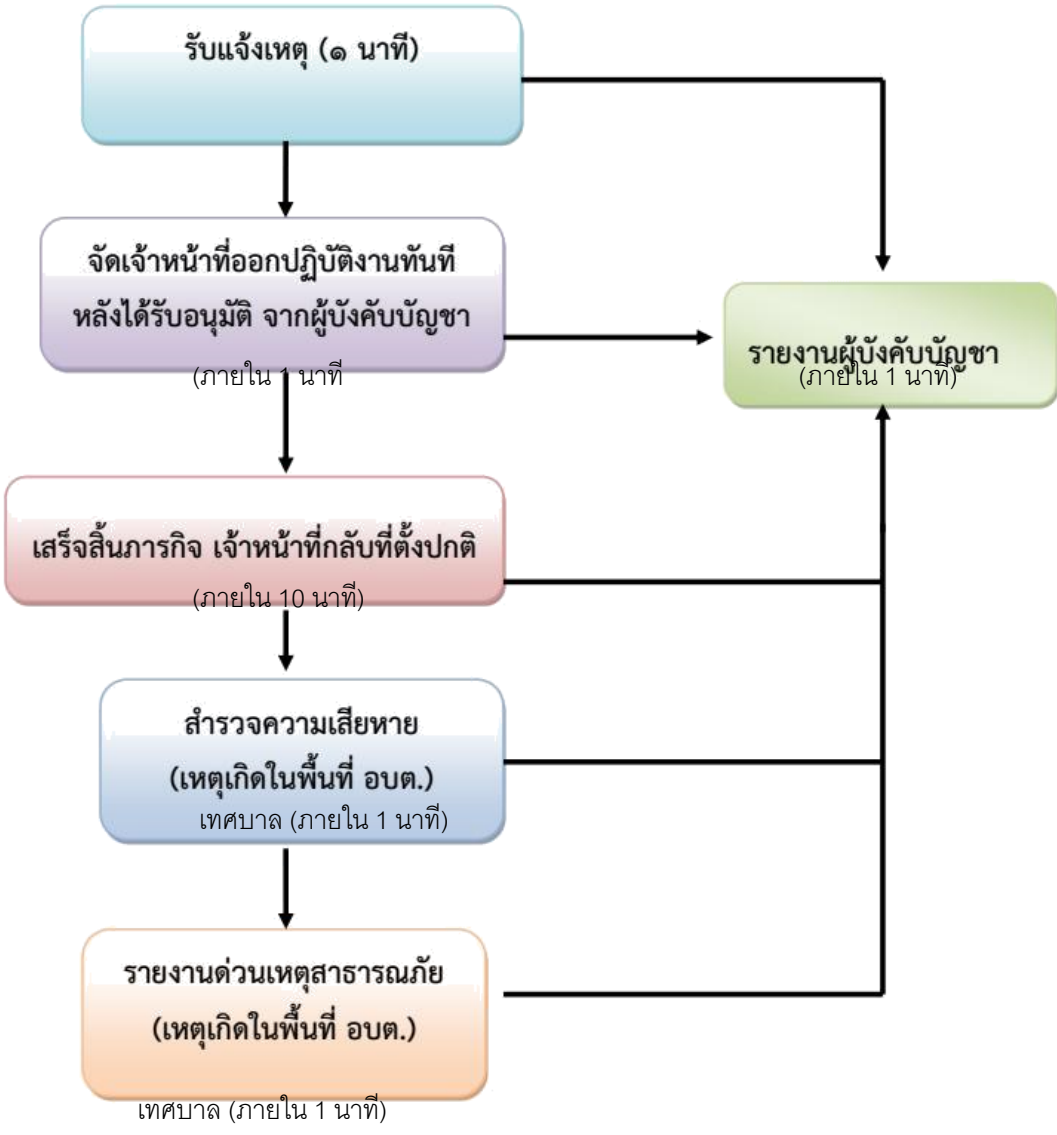 รับแจ้งเหตุ (๑ นาที)
จัดเจ้าหน้าที่ออกปฏิบัติงานทันที
หลังได้รับอนุมัติ จากผู้บังคับบัญชา
(ภายใน 1 นาที
รายงานผู้บังคับบัญชา
(ภายใน 1 นาที)
เสร็จสิ้นภารกิจ เจ้าหน้าที่กลับที่ตั้งปกติ
(ภายใน 10 นาที)
สำรวจความเสียหาย
(เหตุเกิดในพื้นที่ อบต.)
เทศบาล (ภายใน 1 นาที)
รายงานด่วนเหตุสาธารณภัย
(เหตุเกิดในพื้นที่ อบต.)
เทศบาล (ภายใน 1 นาที)